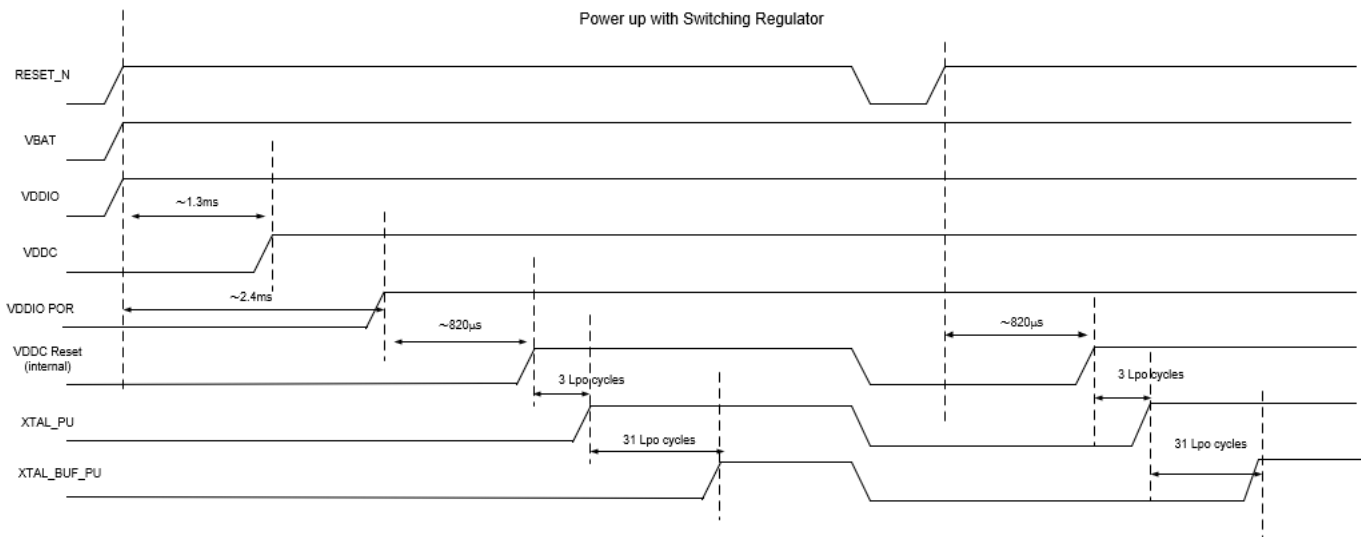 Power up with Switching Regulator
RESET_N
VBAT
VDDIO
~1.3ms
VDDC
~2.4ms
VDDIO POR
~820µs
~820µs
VDDC Reset
(internal)
3 Lpo cycles
3 Lpo cycles
XTAL_PU
31 Lpo cycles
31 Lpo cycles
XTAL_BUF_PU